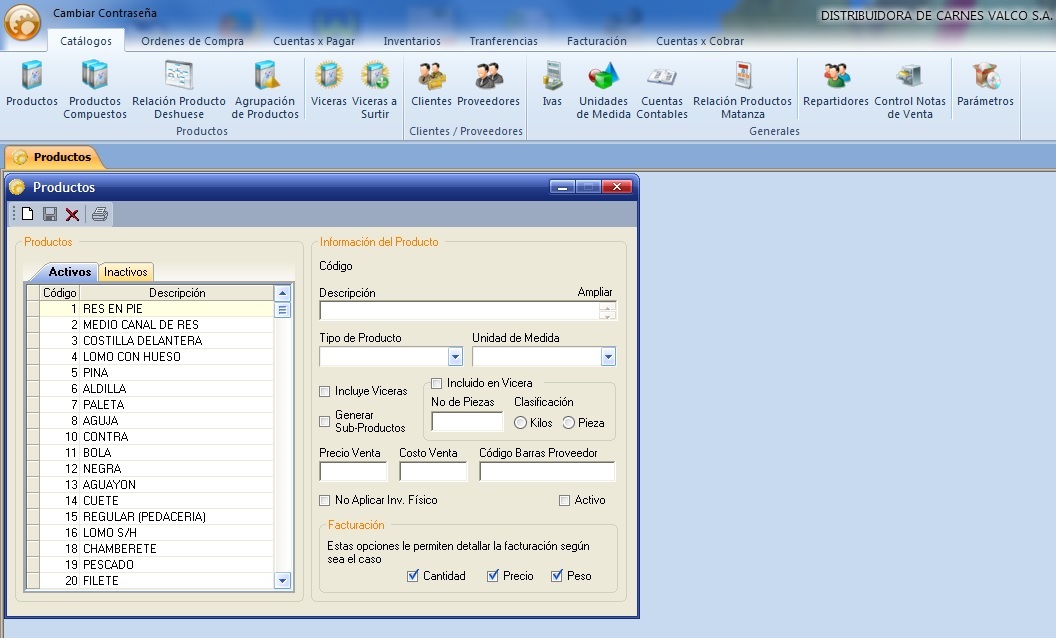 Cambiar Contraseña
DISTRIBUIDORA DE CARNES VALCO S.A.
Catálogos Ordenes de Compra Cuentas x Pagar Inventarios Tranferencias Facturación Cuentas x Cobrar
Productos Productos Compuestos Relación Producto Deshuese Agrupación de Productos Viceras Viceras a Surtir Clientes Proveedores Ivas Unidades de Medida Cuentas Contables Relación Productos Matanza Repartidores Control Notas de Venta Parámetros
Productos Clientes / Proveedores Generales
Productos
Productos
Productos
Activos Inactivos
Código Descripción
1 RES EN PIE
2 MEDIO CANAL DE RES
3 COSTILLA DELANTERA
4 LOMO CON HUESO
5 PINA
6 ALDILLA
7 PALETA
8 AGUJA
10 CONTRA
11 BOLA
12 NEGRA
13 AGUAYON
14 CUETE
15 REGULAR (PEDACERIA)
16 LOMO S/H
18 CHAMBERETE
19 PESCADO
20 FILETE
Información del Producto
Código
Descripción Ampliar
Tipo de Producto Unidad de Medida
Incluye Viceras
Generar
Sub-Productos
Incluido en Vicera
No de Piezas Clasificación
Kilos Pieza
Precio Venta Costo Venta Código Barras Proveedor
No Aplicar Inv. Físico Activo
Facturación
Estas opciones le permiten detallar la facturación según
sea el caso
Cantidad Precio Peso